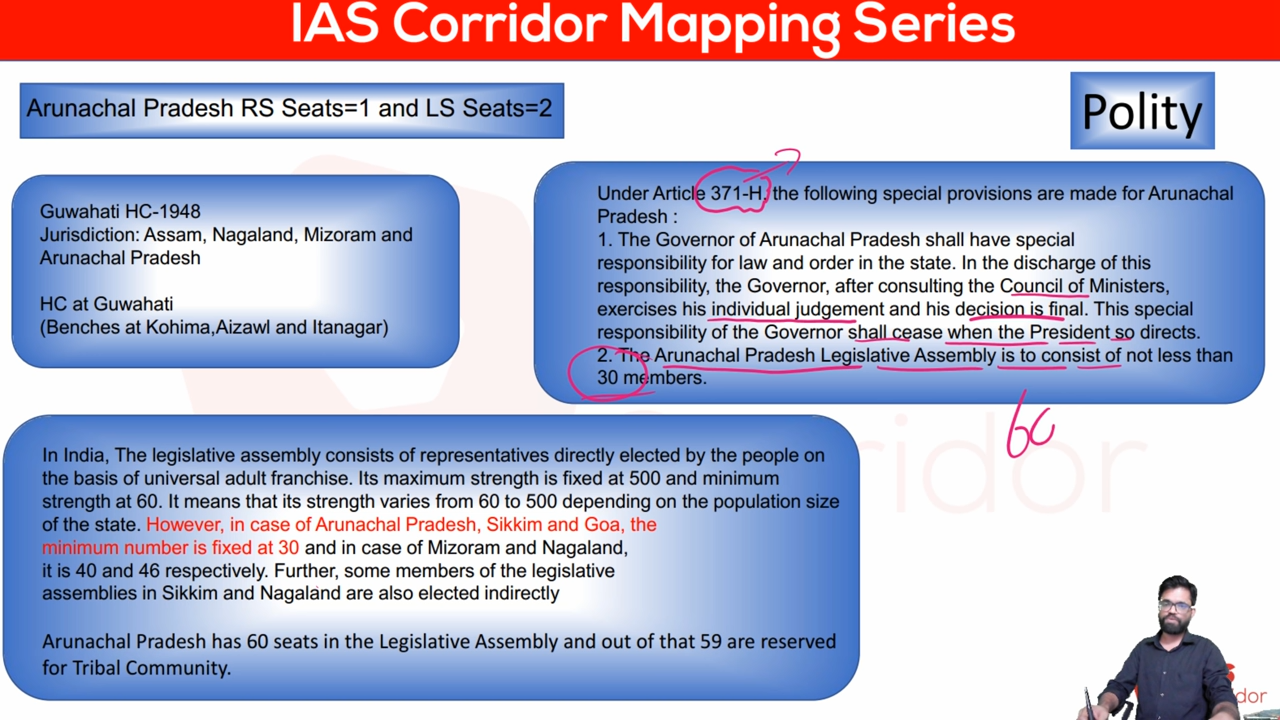 IAS Corridor Mapping Series
Arunachal Pradesh RS Seats=1 and LS Seats=2
Polity
Guwahati HC-1948
Jurisdiction: Assam, Nagaland, Mizoram and
Arunachal Pradesh
HC at Guwahati
(Benches at Kohima,Aizawl and Itanagar)
Under Article 371-H, the following special provisions are made for Arunachal
Pradesh :
1. The Governor of Arunachal Pradesh shall have special
responsibility for law and order in the state. In the discharge of this
responsibility, the Governor, after consulting the Council of Ministers,
exercises his individual judgement and his decision is final. This special
responsibility of the Governor shall cease when the President so directs.
2. The Arunachal Pradesh Legislative Assembly is to consist of not less than
30 members.
60
In India, The legislative assembly consists of representatives directly elected by the people on
the basis of universal adult franchise. Its maximum strength is fixed at 500 and minimum
strength at 60. It means that its strength varies from 60 to 500 depending on the population size
of the state. However, in case of Arunachal Pradesh, Sikkim and Goa, the
minimum number is fixed at 30 and in case of Mizoram and Nagaland,
it is 40 and 46 respectively. Further, some members of the legislative
assemblies in Sikkim and Nagaland are also elected indirectly
Arunachal Pradesh has 60 seats in the Legislative Assembly and out of that 59 are reserved
for Tribal Community.